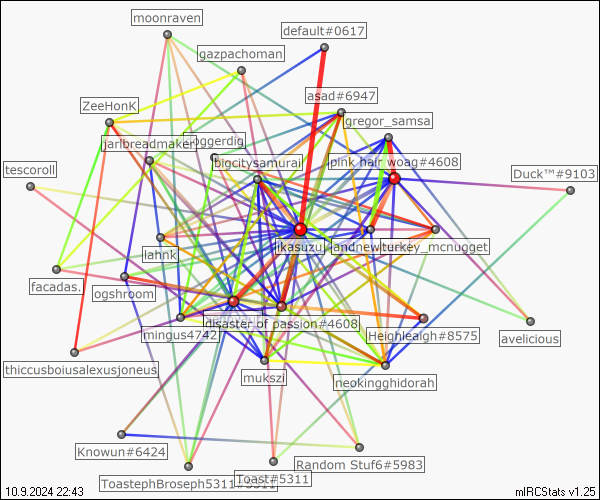 moonraven
default#0617
gazpachoman
asad#6947
ZeeHonK
gregor_samsa
jarlbreadmaker
oggerdig
bigcitysamurai
pink hair woag#4608
tescoroll
Duck™#9103
lahnk
ikasuzu
landnew
turkey_mcnugget
facadas.
ogshroom
mingus4742
disaster of passion#4608
Heighleaigh#8575
avelicious
thiccusboiusalexusjoneus
mukszi
neokingghidorah
Knowun#6424
Random Stuf6#5983
ToastephBroseph5311#5311
Toast#5311
10.9.2024 22:43
mIRCStats v1.25